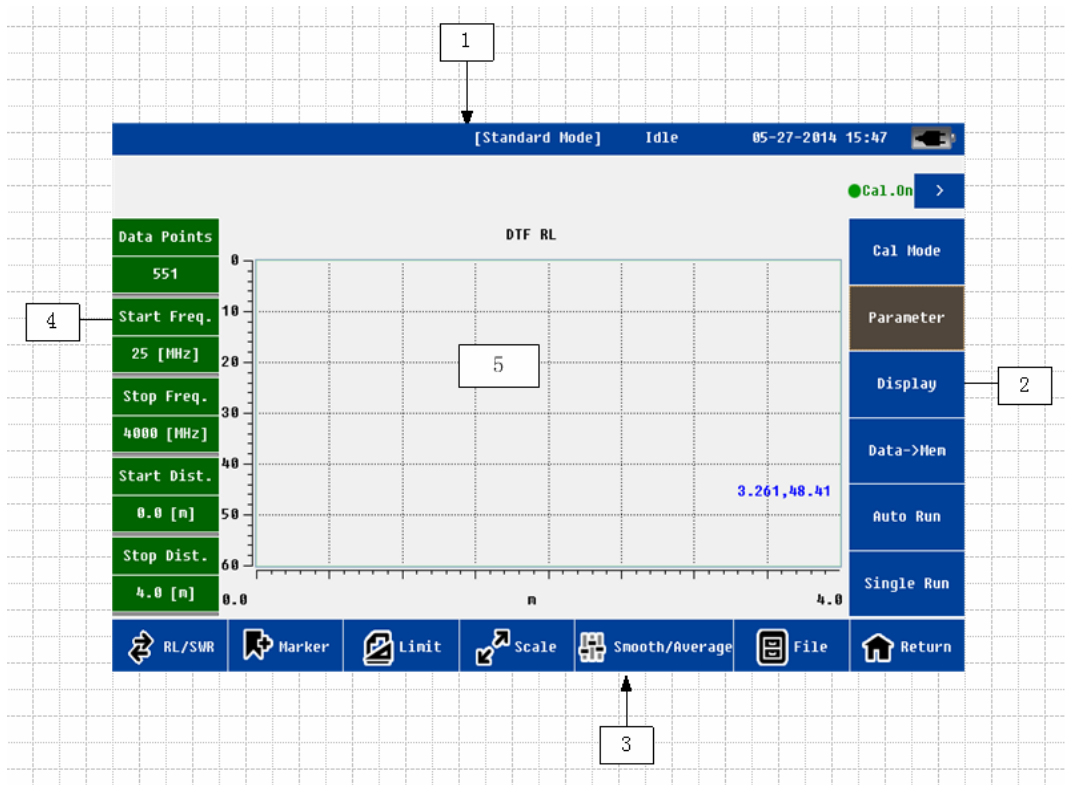 1
[Standard Mode] Idle 05-27-2014 15:47
Cal.On >
Data Points
551
Start Freq.
25 [MHz]
Stop Freq.
4000 [MHz]
Start Dist.
0.0 [m]
Stop Dist.
4.0 [m]
4
DTF RL
0
10
20
30
40
50
60
5
3.261,48.41
0.0 m 4.0
Cal Mode
Parameter
Display
Data->Mem
Auto Run
Single Run
2
RL/SWR Marker Limit Scale Smooth/Average File Return
3